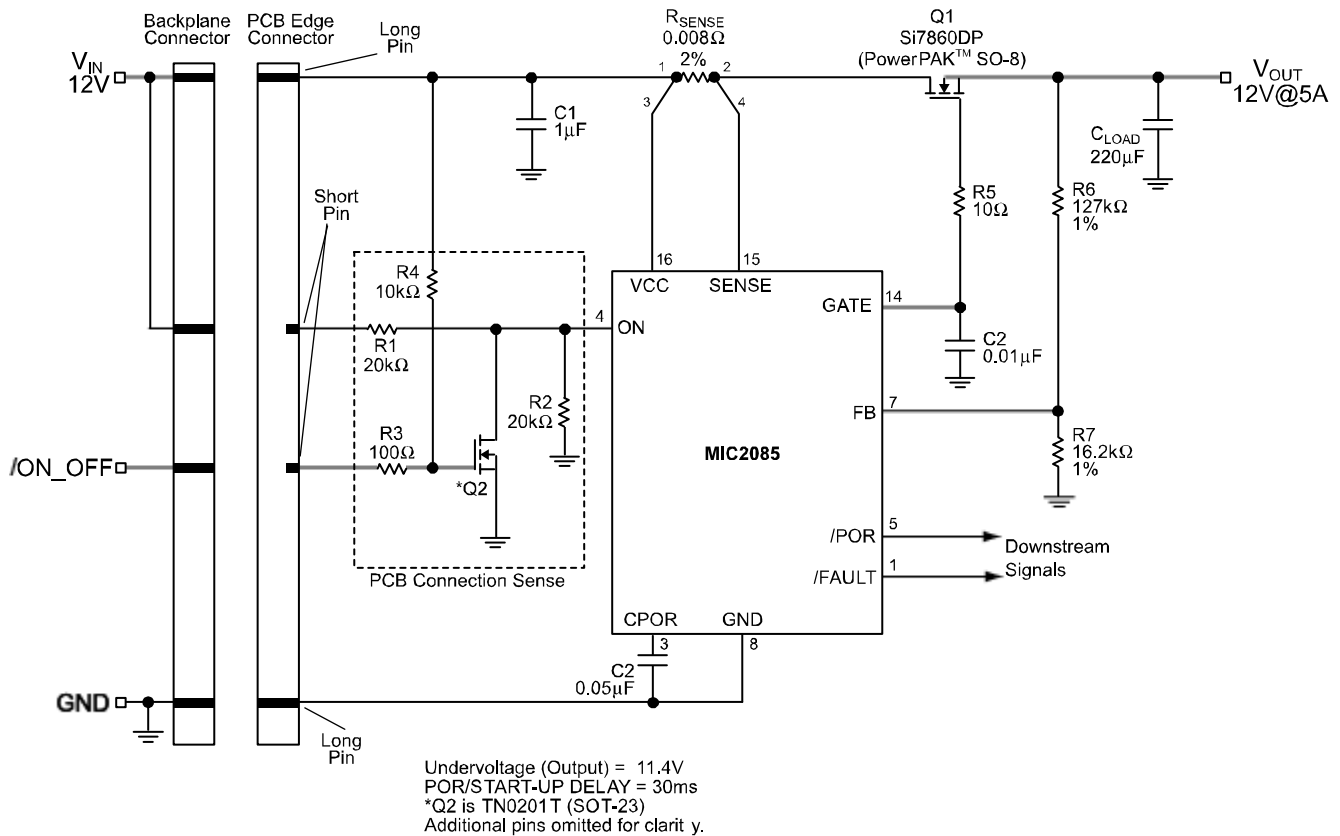 Backplane
Connector
PCB Edge
Connector
Long
Pin
RSENSE
0.008Ω
2%
Q1
Si7860DP
(PowerPAK™ SO-8)
VIN
12V
1
2
3
4
VOUT
12V@5A
C1
1μF
CLOAD
220μF
Short
Pin
R5
10Ω
R6
127kΩ
1%
R4
10kΩ
16
15
VCC
SENSE
GATE
14
4
ON
R1
20kΩ
C2
0.01μF
R2
20kΩ
FB
7
R3
100Ω
MIC2085
R7
16.2kΩ
1%
/ON_OFF
*Q2
/POR
5
Downstream
Signals
/FAULT
1
PCB Connection Sense
CPOR
GND
3
8
C2
0.05μF
GND
Long
Pin
Undervoltage (Output) = 11.4V
POR/START-UP DELAY = 30ms
*Q2 is TN0201T (SOT-23)
Additional pins omitted for clarit y.